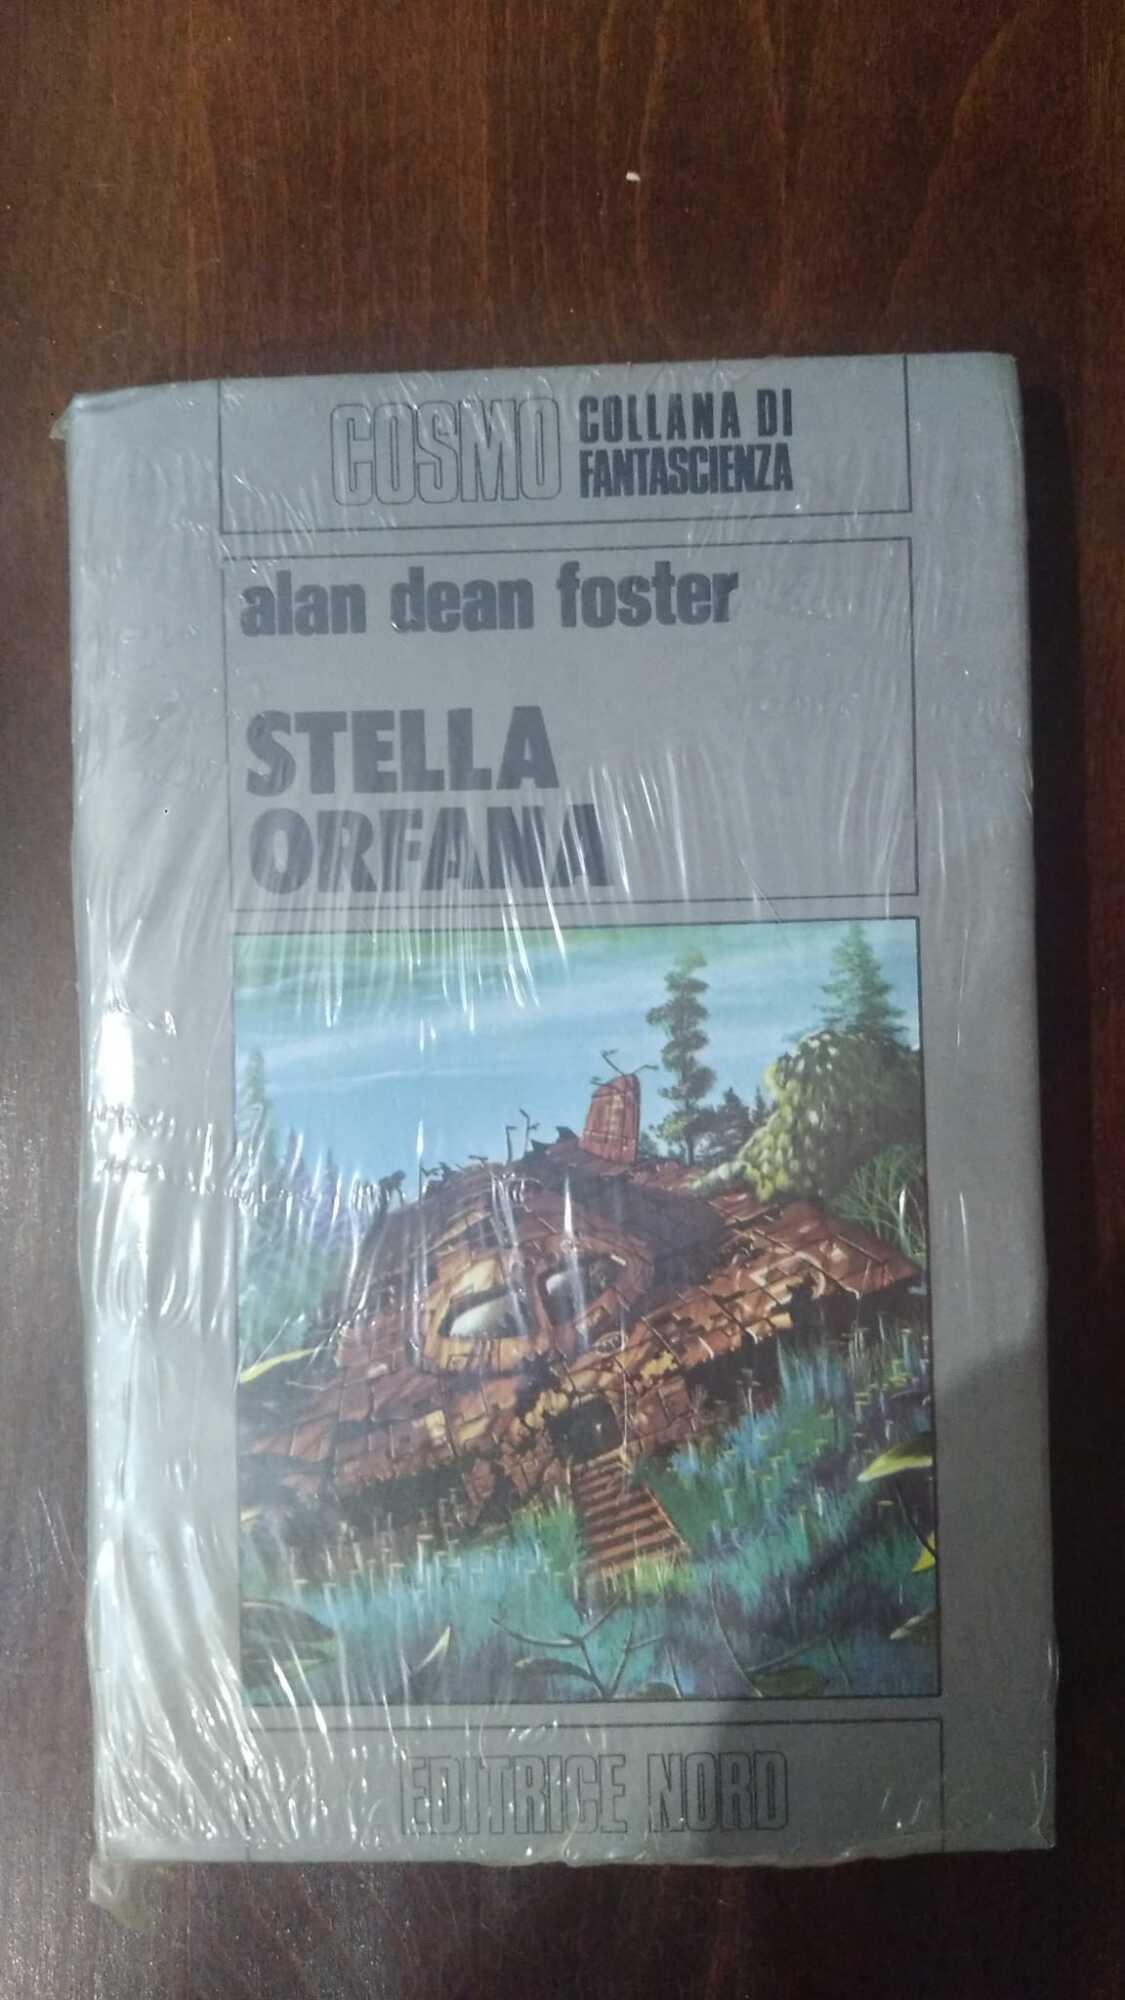 COSMO COLLANA DI
FANTASCIENZA
alan dean foster
STELLA
ORFANA
EDITRICE NORD